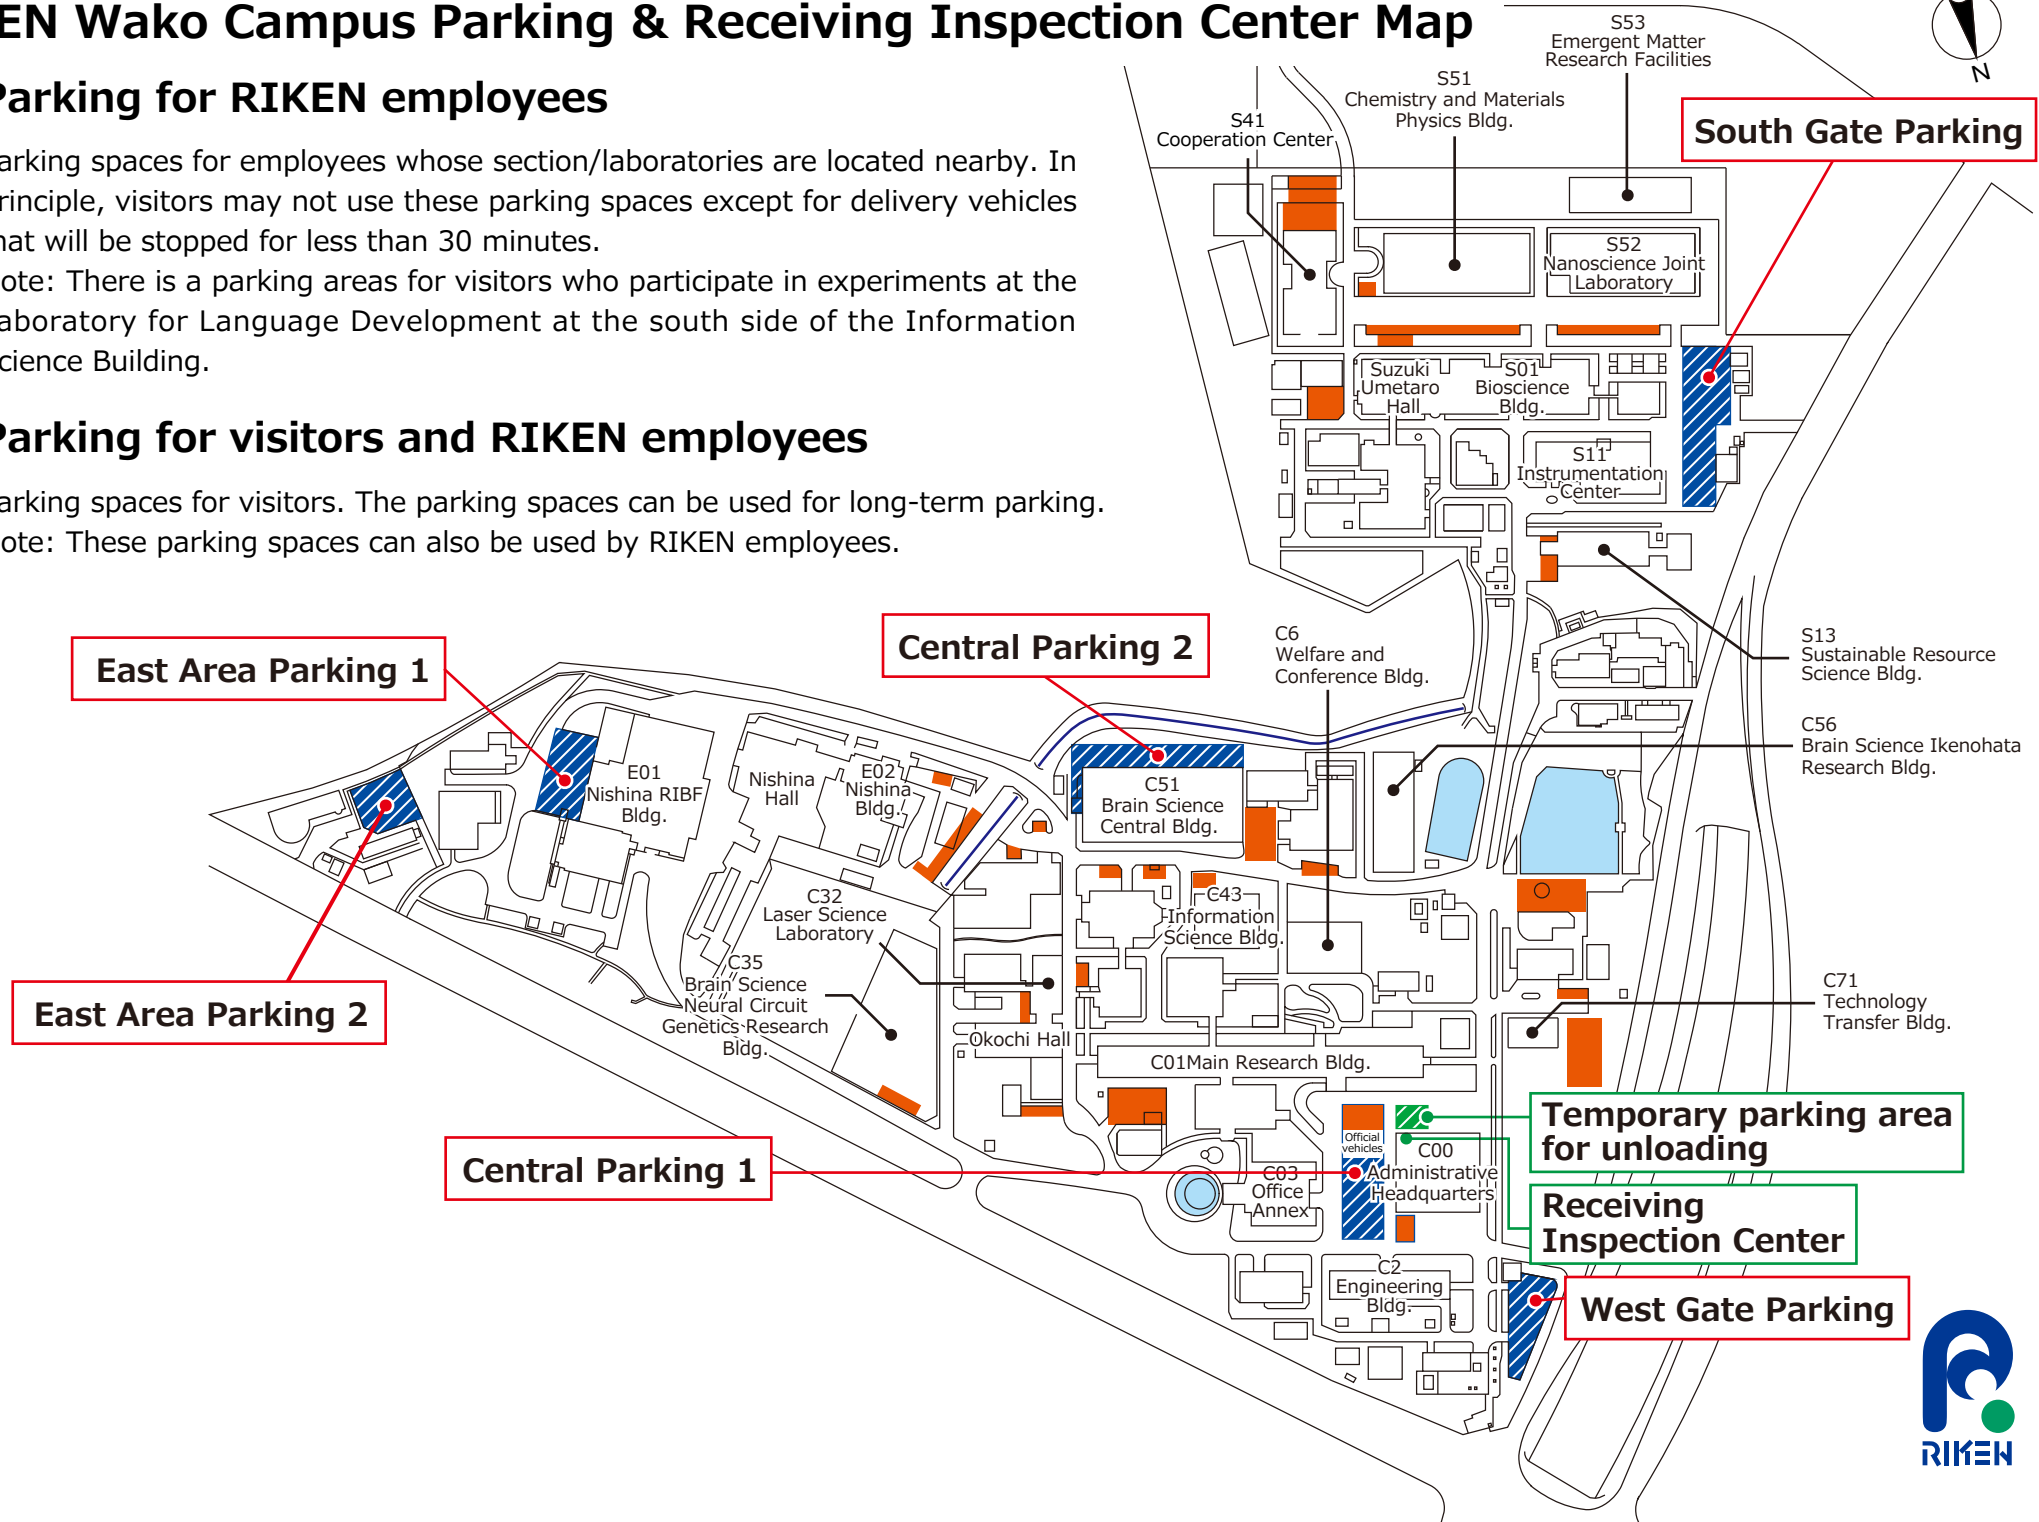 EN Wako Campus Parking & Receiving Inspection Center Map
Parking for RIKEN employees
arking spaces for employees whose section/laboratories are located nearby. In
rinciple, visitors may not use these parking spaces except for delivery vehicles
hat will be stopped for less than 30 minutes.
ote: There is a parking areas for visitors who participate in experiments at the
aboratory for Language Development at the south side of the Information
cience Building.
Parking for visitors and RIKEN employees
arking spaces for visitors. The parking spaces can be used for long-term parking.
ote: These parking spaces can also be used by RIKEN employees.
N
S53
Emergent Matter
Research Facilities
S51
Chemistry and Materials
Physics Bldg.
S41
Cooperation Center
South Gate Parking
S52
Nanoscience Joint
Laboratory
Suzuki
Umetaro
Hall
S01
Bioscience
Bldg.
S11
Instrumentation
Center
S13
Sustainable Resource
Science Bldg.
C6
Welfare and
Conference Bldg.
C56
Brain Science Ikenohata
Research Bldg.
Central Parking 2
East Area Parking 1
E01
Nishina RIBF
Bldg.
Nishina
Hall
E02
Nishina
Bldg.
C51
Brain Science
Central Bldg.
C32
Laser Science
Laboratory
C43
Information
Science Bldg.
C35
Brain Science
Neural Circuit
Genetics Research
Bldg.
East Area Parking 2
Okochi Hall
C71
Technology
Transfer Bldg.
C01Main Research Bldg.
Temporary parking area
for unloading
Official
vehicles
C00
Administrative
Headquarters
Central Parking 1
C03
Office
Annex
Receiving
Inspection Center
C2
Engineering
Bldg.
West Gate Parking
RIKEN